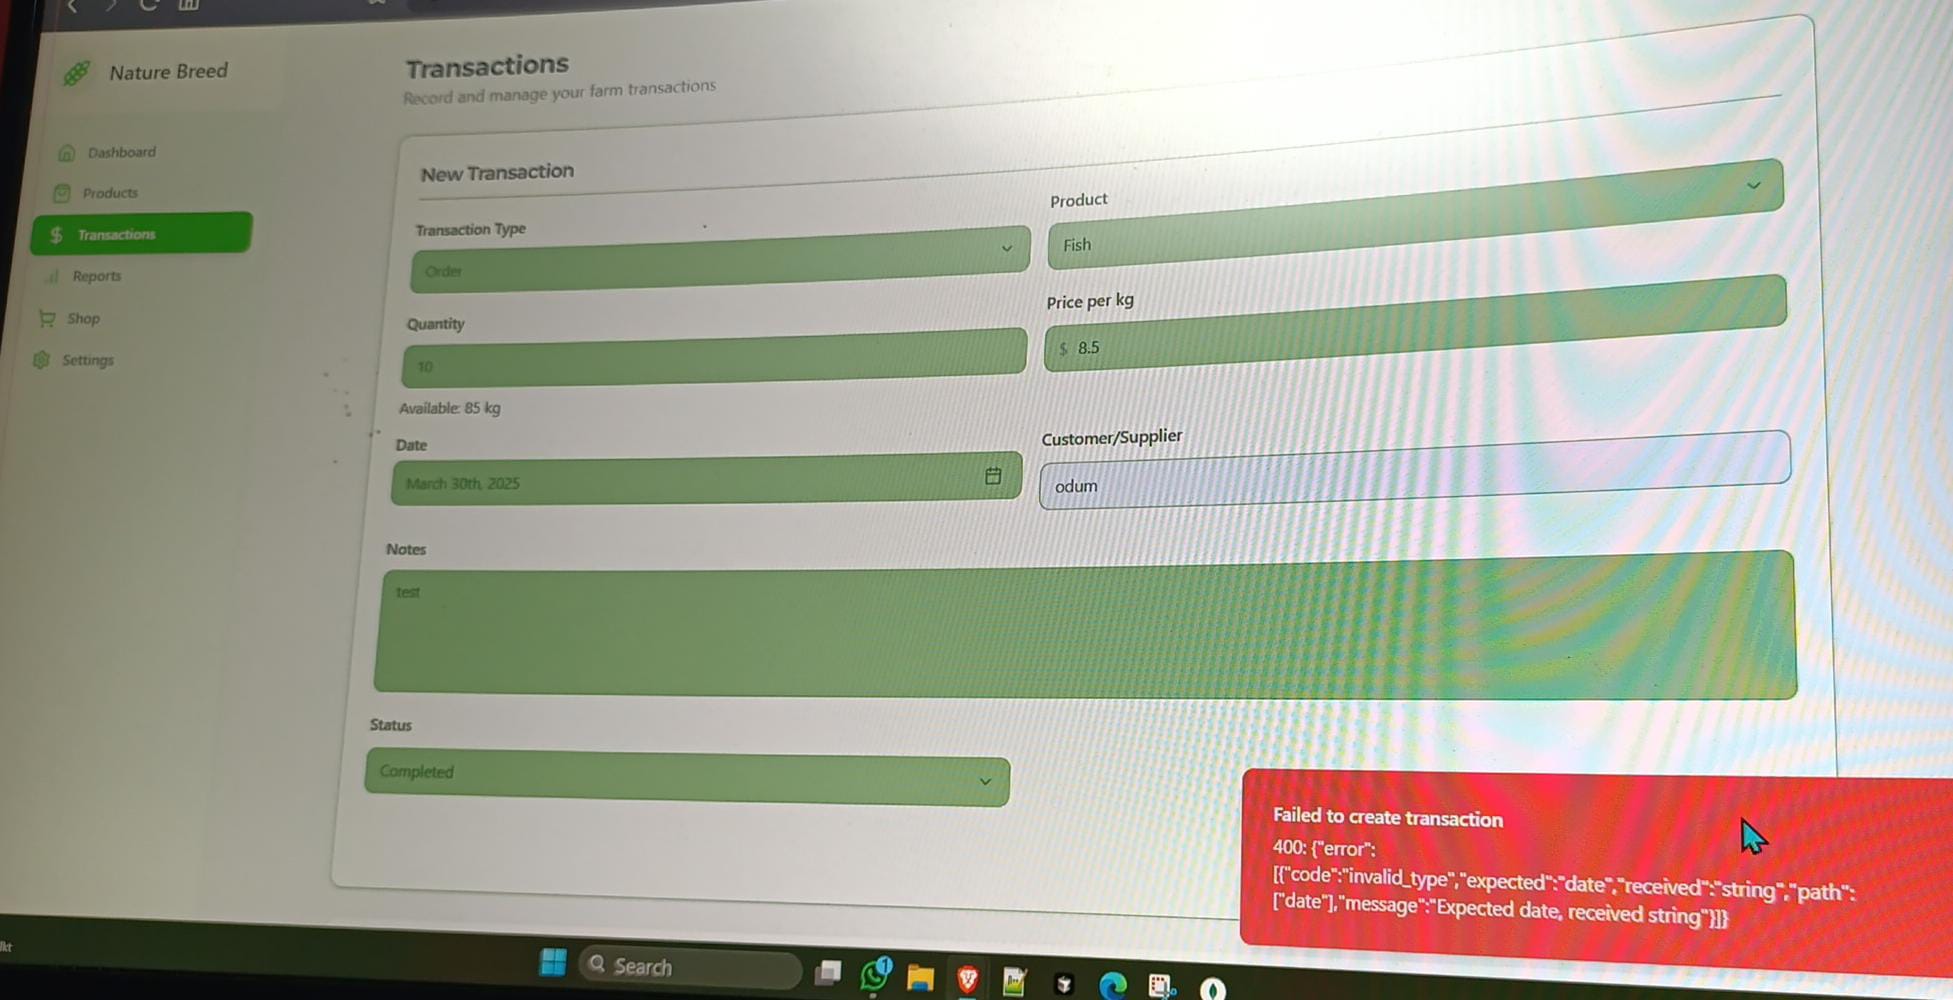 Nature Breed
Dashboard
Products
$ Transactions
Reports
Shop
Settings
Transactions
Record and manage your farm transactions
New Transaction
Transaction Type
Order
Product
Fish
Quantity
10
Available: 85 kg
Price per kg
$ 8.5
Date
March 30th, 2025
Customer/Supplier
odum
Notes
test
Status
Completed
Failed to create transaction
400: {"error":
[{"code":"invalid_type","expected":"date","received":"string","path":
["date"],"message":"Expected date, received string"}]}
Search
1